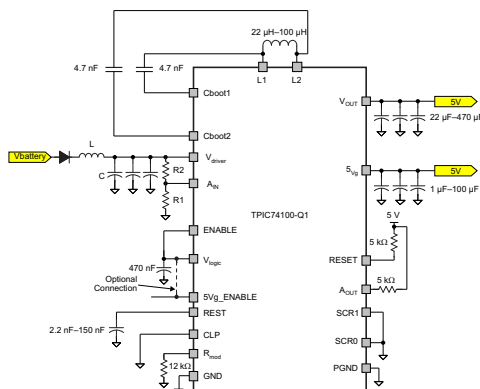 22 µH–100 µH
4.7 nF
4.7 nF
L1
L2
Cboot1
Cboot2
VOUT
5V
22 µF–470 µF
Vbattery
L
C
R2
R1
Vdriver
AIN
5Vg
5V
1 µF–100 µF
TPIC74100-Q1
ENABLE
5 V
5 kΩ
RESET
5 kΩ
AOUT
470 nF
Vlogic
Optional
Connection
5Vg_ENABLE
REST
2.2 nF–150 nF
CLP
Rmod
12 kΩ
GND
SCR1
SCR0
PGND